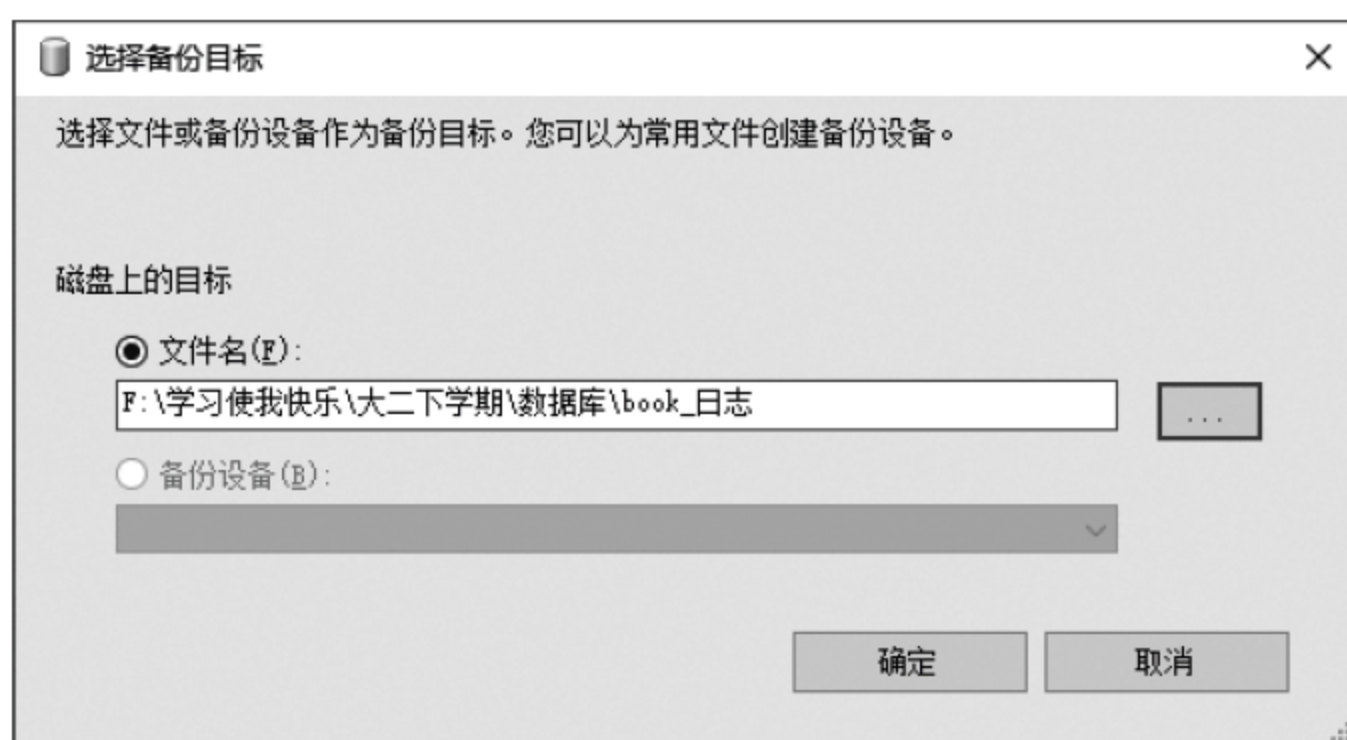 选择备份目标
选择文件或备份设备作为备份目标。您可以为常用文件创建备份设备。
磁盘上的目标
文件名(F):
F:\学习使我快乐\大二下学期\数据库\book_日志
...
备份设备(B):
确定 取消